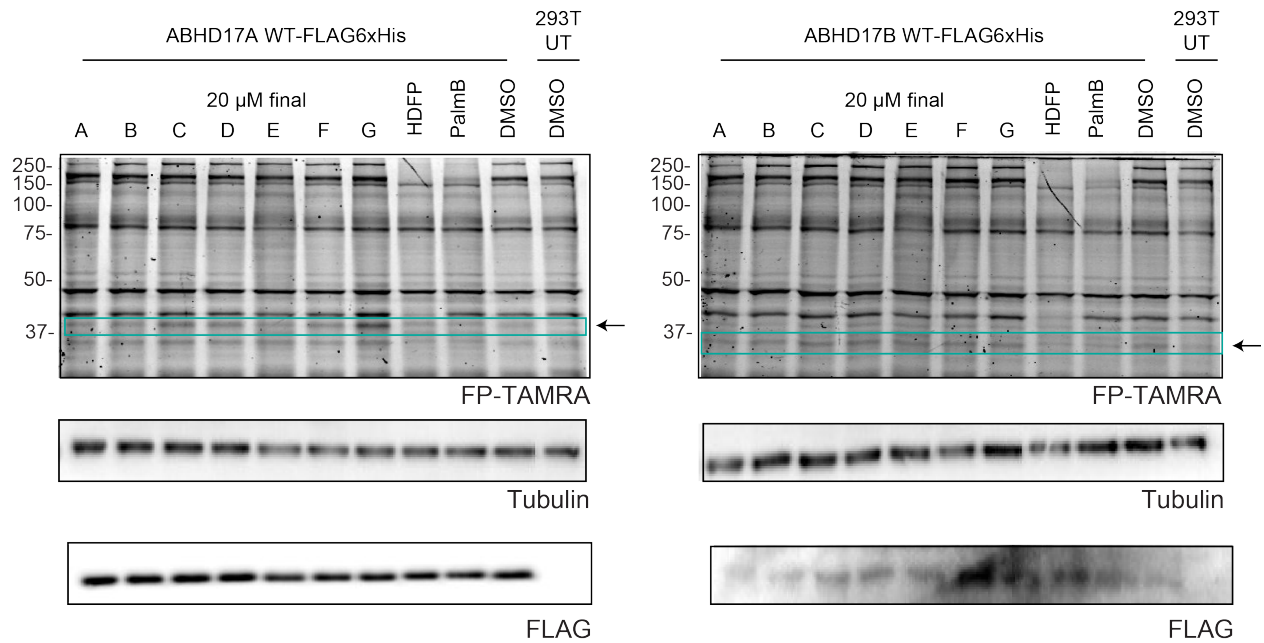 ABHD17A WT-FLAG6xHis
293T
UT
20 µM final
A B C D E F G HDFP PalmB DMSO DMSO
250-
150-
100-
75-
50-
37-
FP-TAMRA
Tubulin
FLAG
ABHD17B WT-FLAG6xHis
293T
UT
20 µM final
A B C D E F G HDFP PalmB DMSO DMSO
250-
150-
100-
75-
50-
37-
FP-TAMRA
Tubulin
FLAG